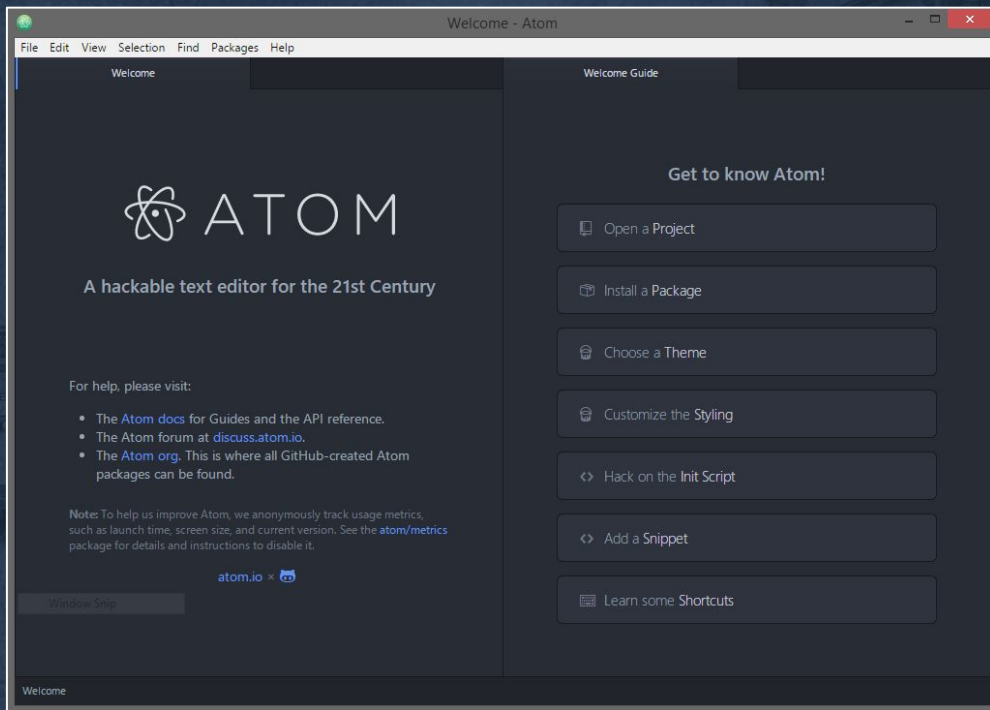 Welcome - Atom
File Edit View Selection Find Packages Help
Welcome
Welcome Guide
ATOM
A hackable text editor for the 21st Century
For help, please visit:
The Atom docs for Guides and the API reference.
The Atom forum at discuss.atom.io.
The Atom org. This is where all GitHub-created Atom
packages can be found.
Note: To help us improve Atom, we anonymously track usage metrics,
such as launch time, screen size, and current version. See the atom/metrics
package for details and instructions to disable it.
atom.io ×
Window Snip
Get to know Atom!
Open a Project
Install a Package
Choose a Theme
Customize the Styling
Hack on the Init Script
Add a Snippet
Learn some Shortcuts
Welcome